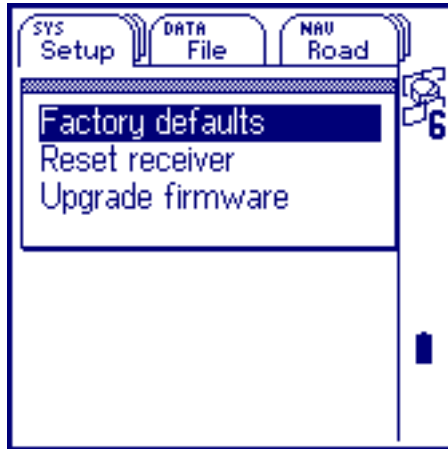 SYS DATA NAV
Setup File Road
Factory defaults
Reset receiver
Upgrade firmware
6